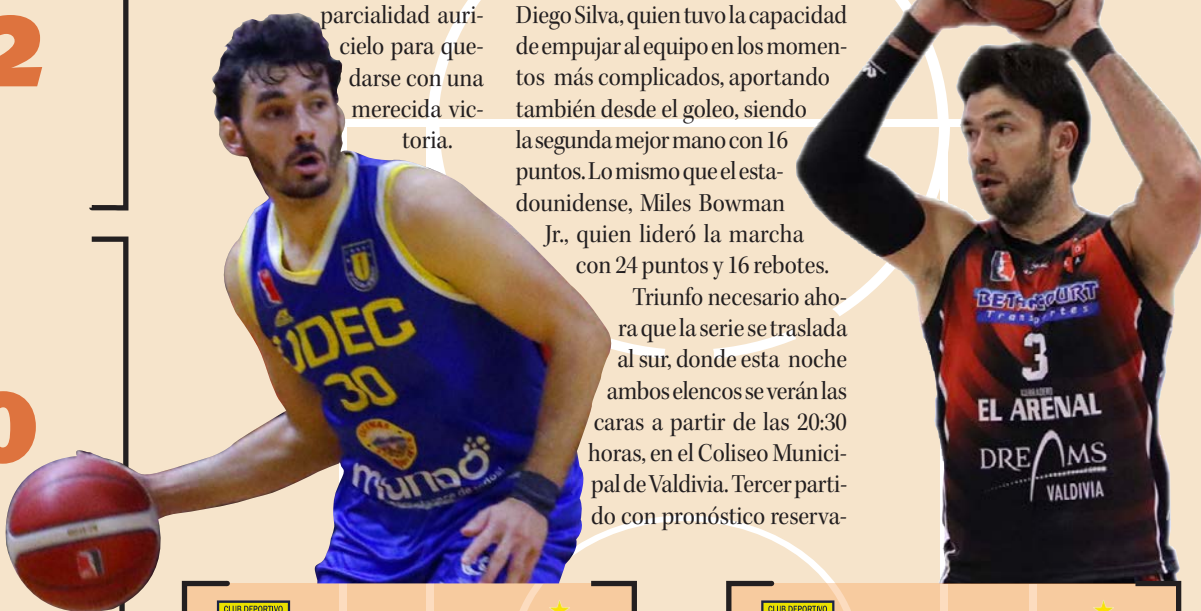 2
0
parcialidad auri-
cielo para que-
darse con una
merecida vic-
toria.
Diego Silva, quien tuvo la capacidad
de empujar al equipo en los momen-
tos más complicados, aportando
también desde el goleo, siendo
la segunda mejor mano con 16
puntos. Lo mismo que el esta-
dounidense, Miles Bowman
Jr., quien lideró la marcha
con 24 puntos y 16 rebotes.
Triunfo necesario aho-
ra que la serie se traslada
al sur, donde esta noche
ambos elencos se verán las
caras a partir de las 20:30
horas, en el Coliseo Munici-
pal de Valdivia. Tercer parti-
do con pronóstico reserva-
UDEC
30
mundo
BETANCOURT
Transportes
3
EL ARENAL
DREAMS
VALDIVIA
CLUB DEPORTIVO
CLUB DEPORTIVO